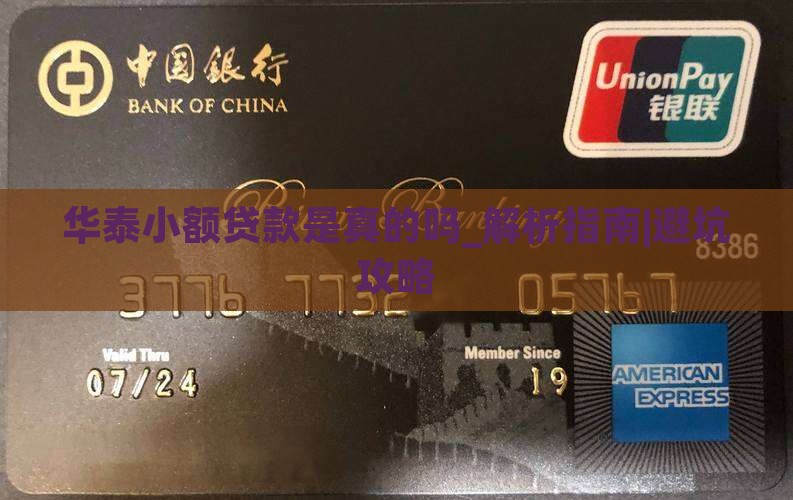 中国銀行
BANK OF CHINA
UnionPay
银联
华泰小额贷款是真的吗_解析指南|避坑
攻略
8386
3776 7732 05767
Valid Thru
Member Since
07/24
19
AMERICAN
EXPRESS